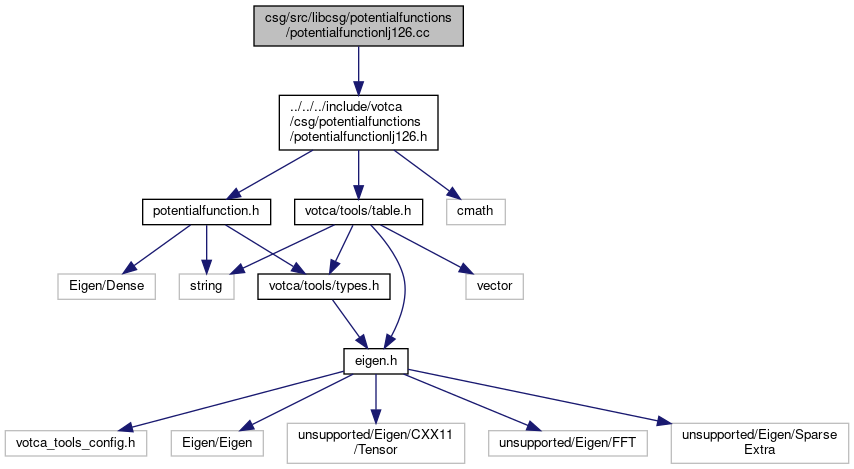 csg/src/libcsg/potentialfunctions
/potentialfunctionlj126.cc
../../../include/votca
/csg/potentialfunctions
/potentialfunctionlj126.h
potentialfunction.h
votca/tools/table.h
cmath
Eigen/Dense
string
votca/tools/types.h
vector
eigen.h
votca_tools_config.h
Eigen/Eigen
unsupported/Eigen/CXX11
/Tensor
unsupported/Eigen/FFT
unsupported/Eigen/Sparse
Extra